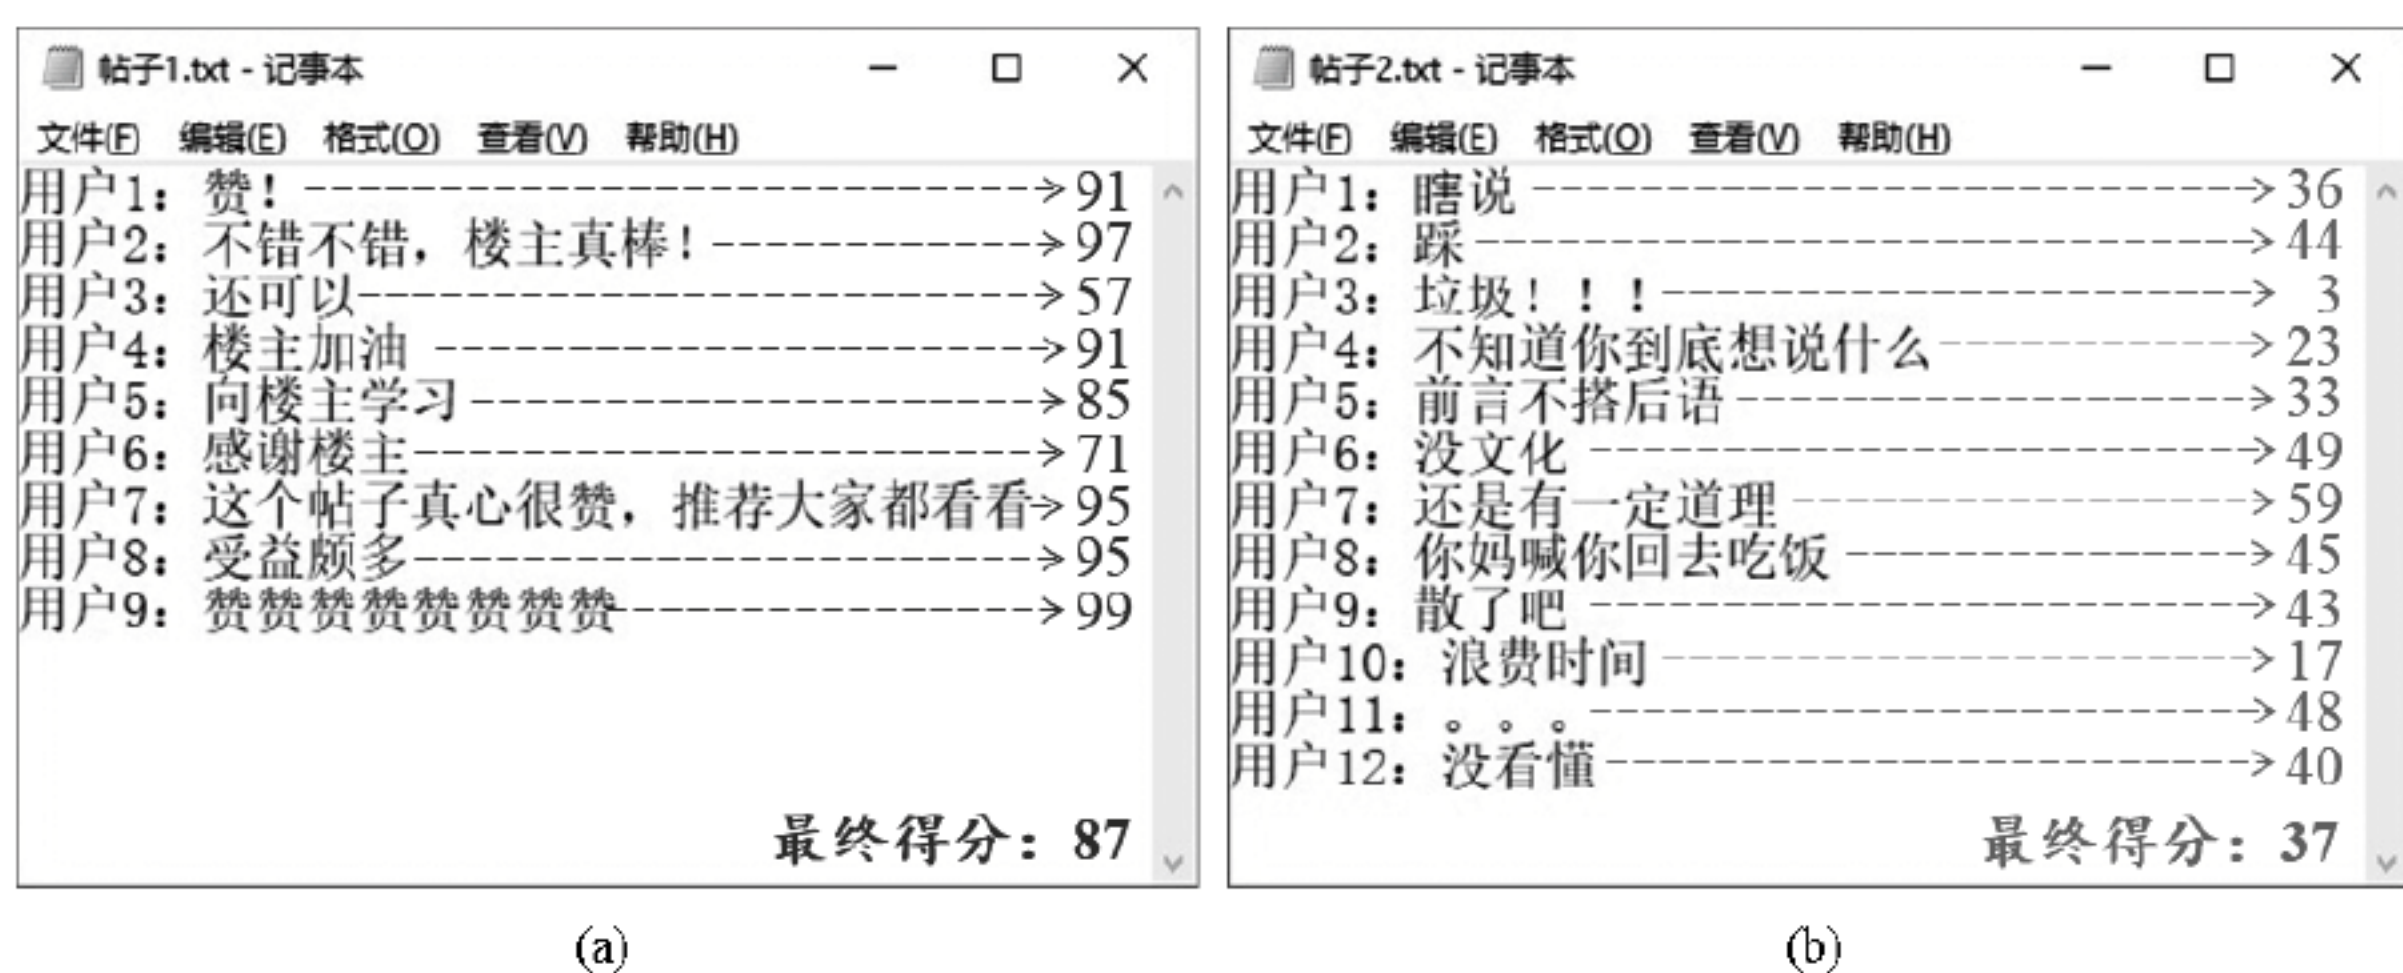 帖子1.txt - 记事本
文件(F) 编辑(E) 格式(O) 查看(V) 帮助(H)
用户1：赞！ 91
用户2：不错不错，楼主真棒！ 97
用户3：还可以 57
用户4：楼主加油 91
用户5：向楼主学习 85
用户6：感谢楼主 71
用户7：这个帖子真心很赞，推荐大家都看看 95
用户8：受益颇多 95
用户9：赞赞赞赞赞赞赞赞 99
最终得分：87
(a)
帖子2.txt - 记事本
文件(F) 编辑(E) 格式(O) 查看(V) 帮助(H)
用户1：瞎说 36
用户2：踩 44
用户3：垃圾！！！ 3
用户4：不知道你到底想说什么 23
用户5：前言不搭后语 33
用户6：没文化 49
用户7：还是有一定道理 59
用户8：你妈喊你回去吃饭 45
用户9：散了吧 43
用户10：浪费时间 17
用户11：。。。 48
用户12：没看懂 40
最终得分：37
(b)